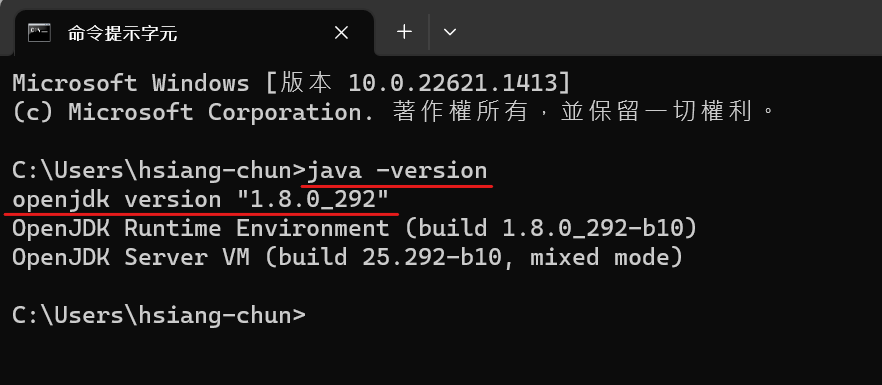 命令提示字元
Microsoft Windows [版本 10.0.22621.1413]
(c) Microsoft Corporation. 著作權所有，並保留一切權利。
C:\Users\hsiang-chun>java -version
openjdk version "1.8.0_292"
OpenJDK Runtime Environment (build 1.8.0_292-b10)
OpenJDK Server VM (build 25.292-b10, mixed mode)
C:\Users\hsiang-chun>